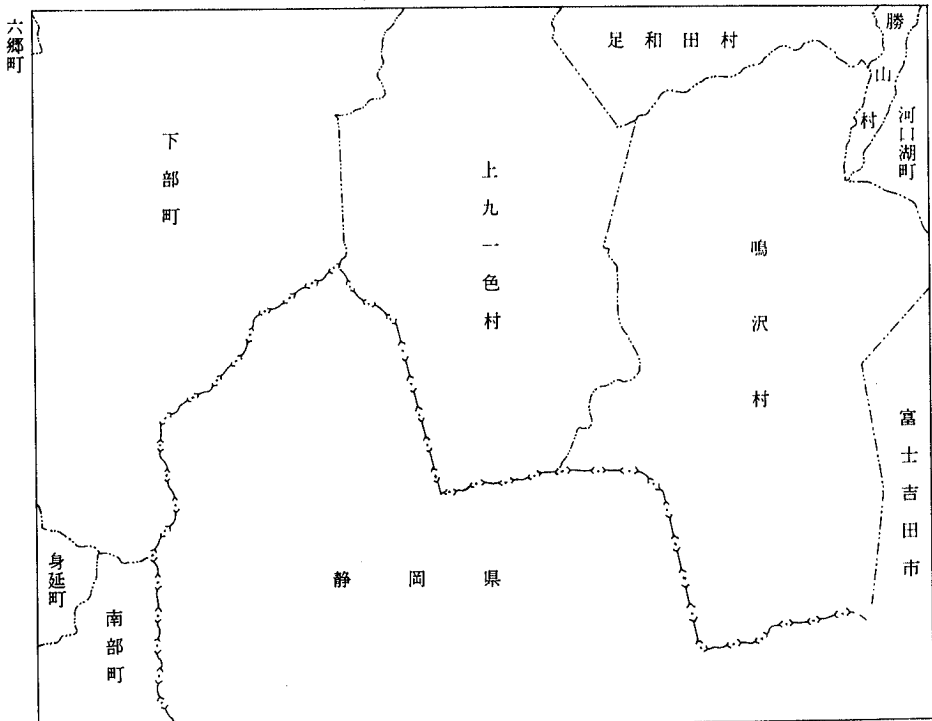 六郷町
下部町
上九一色村
足和田村
勝山村
河口湖町
鳴沢村
富士吉田市
静岡県
身延町
南部町